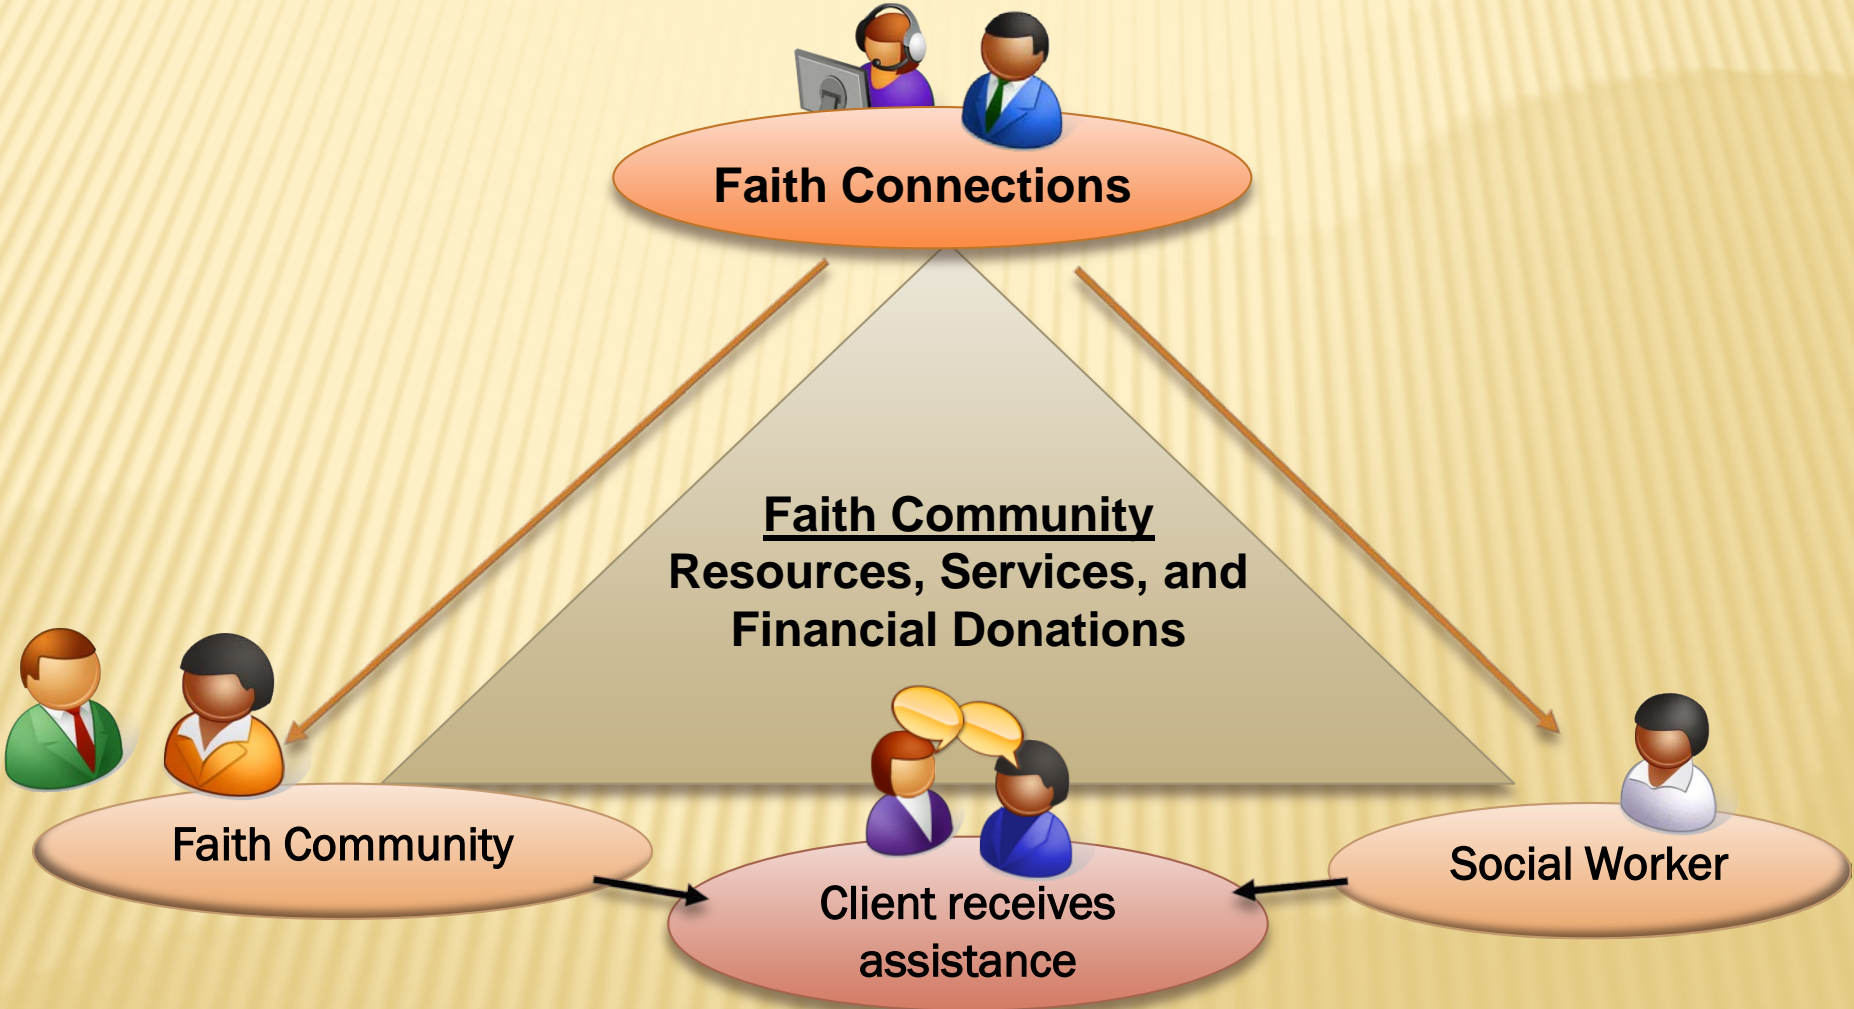 Faith Connections
Faith Community
Resources, Services, and
Financial Donations
Faith Community
Client receives
assistance
Social Worker